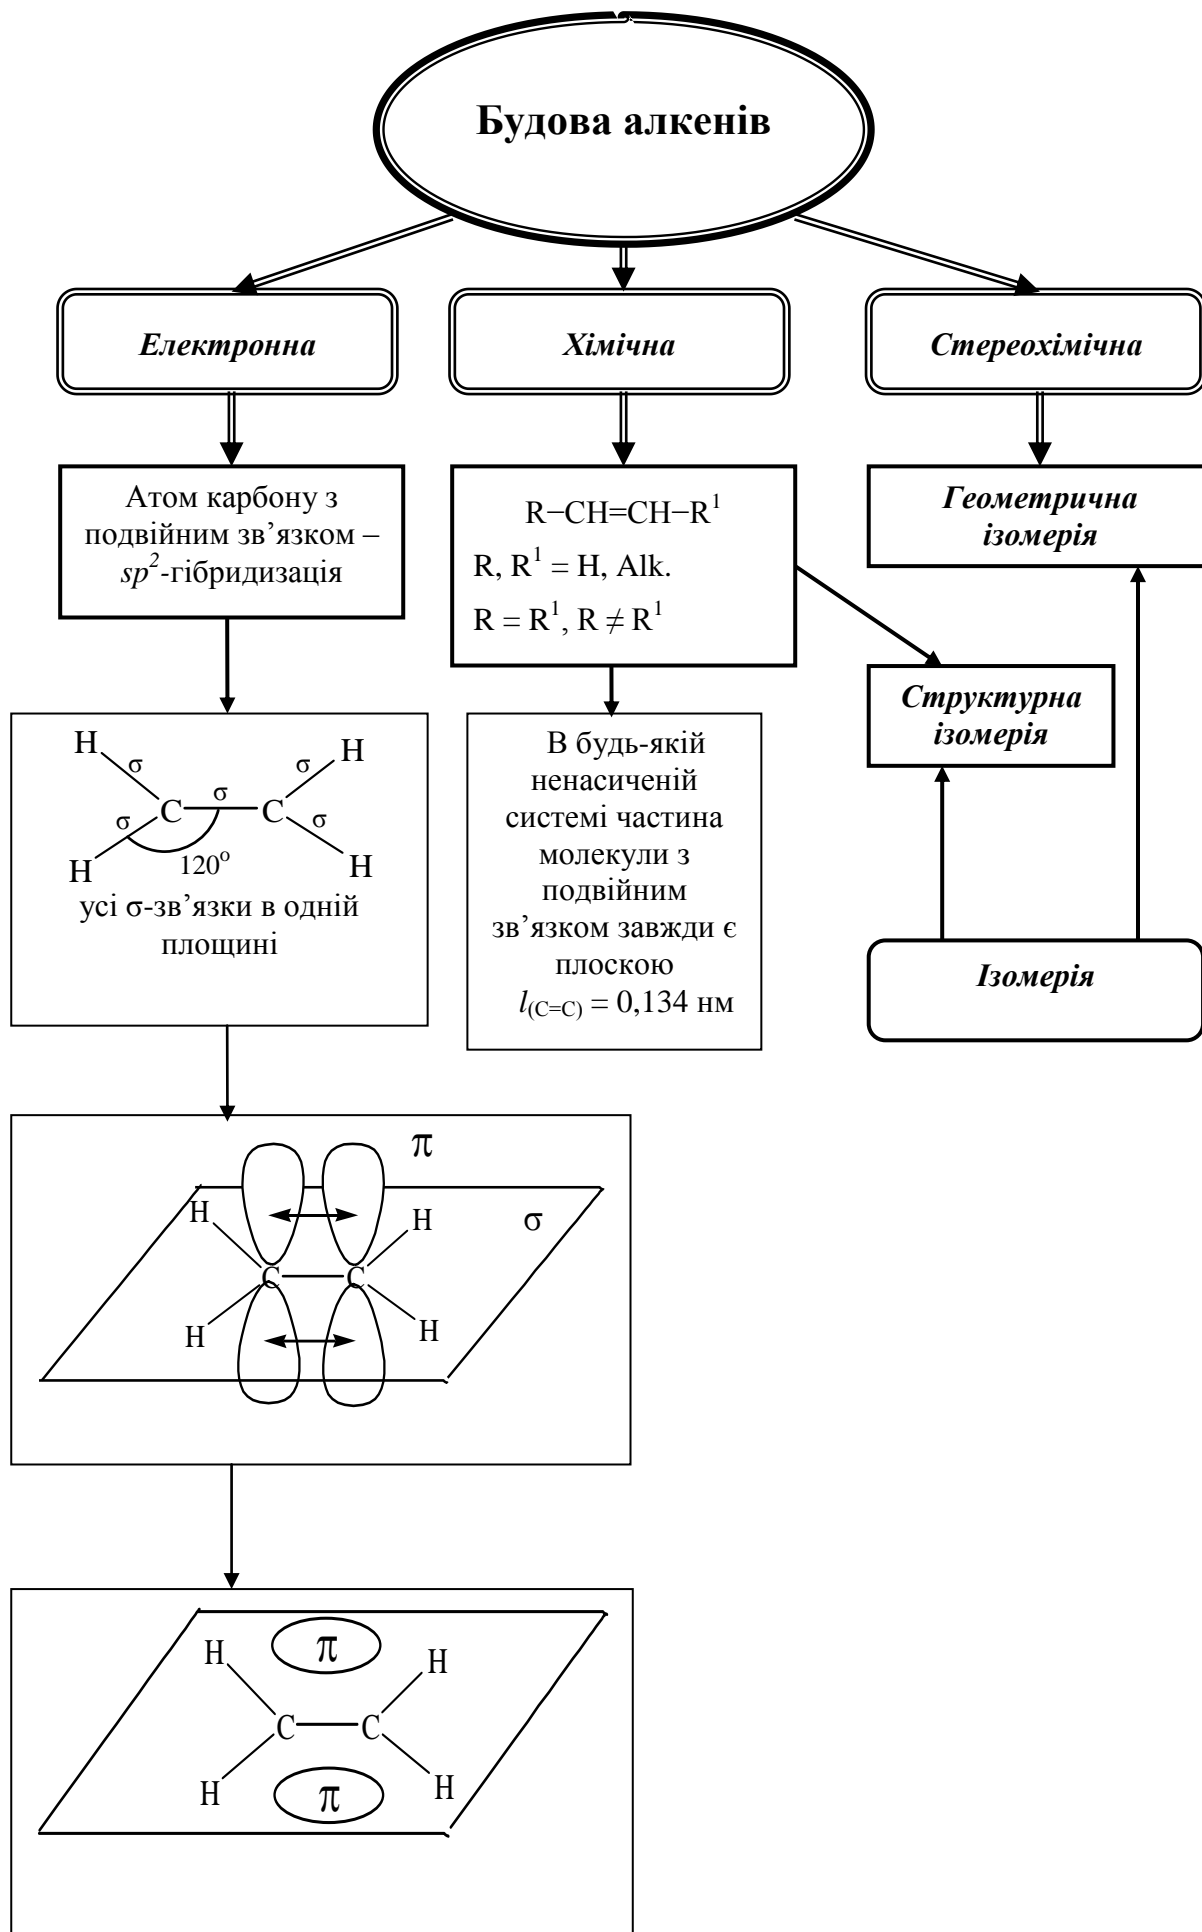 Будова алкенів
Електронна
Хімічна
Стереохімічна
Атом карбону з
подвійним зв’язком –
sp²-гібридизація
R−CH=CH−R¹
R, R¹ = H, Alk.
R = R¹, R ≠ R¹
Геометрична
ізомерія
Структурна
ізомерія
H
H
σ
σ
σ
C
C
σ
σ
H
H
120°
усі σ-зв’язки в одній
площині
В будь-якій
ненасиченій
системі частина
молекули з
подвійним
зв’язком завжди є
плоскою
l(C=C) = 0,134 нм
Ізомерія
π
H
H
σ
C
C
H
H
H
π
H
C
C
H
π
H